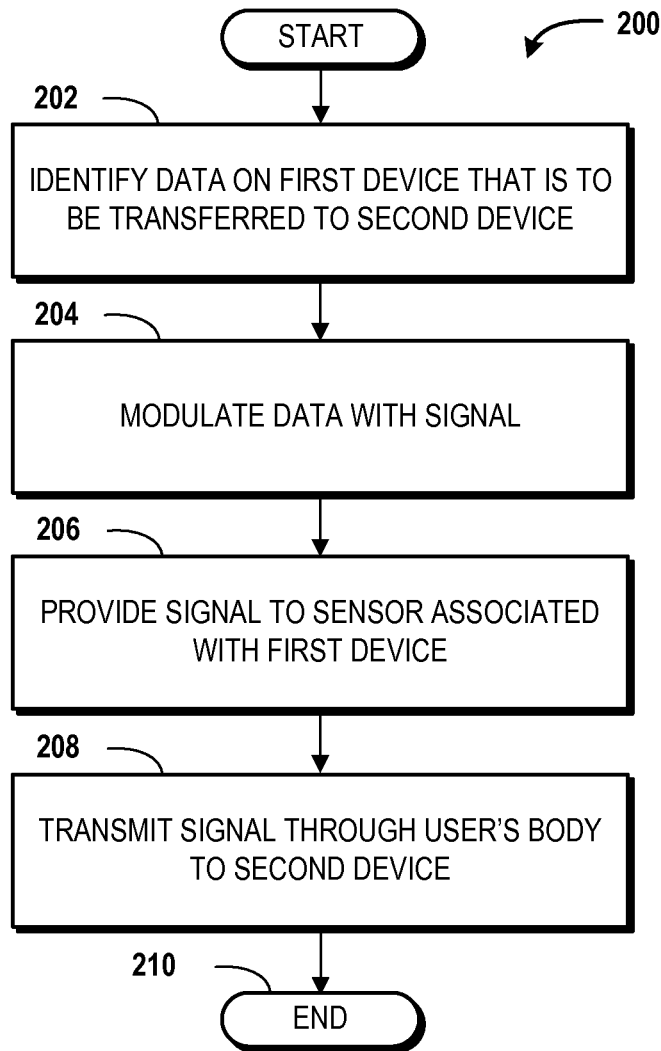 START
200
202
IDENTIFY DATA ON FIRST DEVICE THAT IS TO
BE TRANSFERRED TO SECOND DEVICE
204
MODULATE DATA WITH SIGNAL
206
PROVIDE SIGNAL TO SENSOR ASSOCIATED
WITH FIRST DEVICE
208
TRANSMIT SIGNAL THROUGH USER'S BODY
TO SECOND DEVICE
210
END